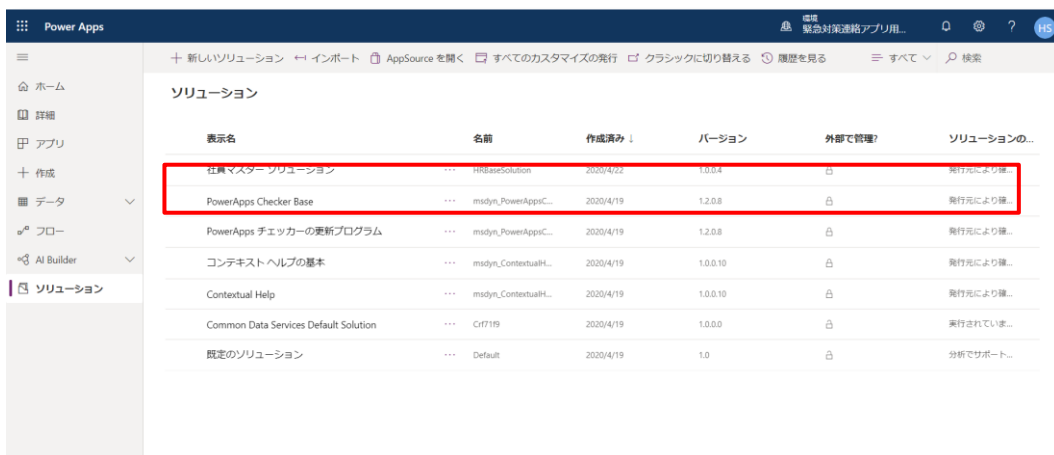 Power Apps
環境
緊急対策連絡アプリ用...
?
HS
新しいソリューション インポート AppSource を開く すべてのカスタマイズの発行 クラシックに切り替える 履歴を見る すべて 検索
ホーム
詳細
アプリ
作成
データ
フロー
AI Builder
ソリューション
ソリューション
表示名 名前 作成済み ↓ バージョン 外部で管理? ソリューションの...
社員マスター ソリューション ... HRBaseSolution 2020/4/22 1.0.0.4 発行元により確...
PowerApps Checker Base ... msdyn_PowerAppsC... 2020/4/19 1.2.0.8 発行元により確...
PowerApps チェッカーの更新プログラム ... msdyn_PowerAppsC... 2020/4/19 1.2.0.8 発行元により確...
コンテキスト ヘルプの基本 ... msdyn_ContextualH... 2020/4/19 1.0.0.10 発行元により確...
Contextual Help ... msdyn_ContextualH... 2020/4/19 1.0.0.10 発行元により確...
Common Data Services Default Solution ... Crf71f9 2020/4/19 1.0.0.0 実行されていま...
既定のソリューション ... Default 2020/4/19 1.0 分析でサポート...